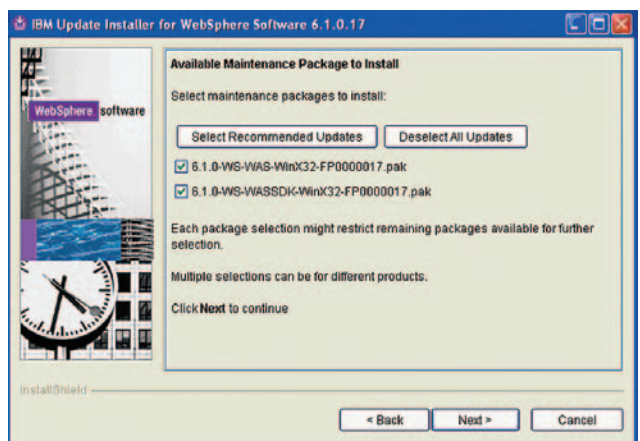 IBM Update Installer for WebSphere Software 6.1.0.17
WebSphere. software
Available Maintenance Package to Install
Select maintenance packages to install:
Select Recommended Updates
Deselect All Updates
6.1.0-WS-WAS-WinX32-FP0000017.pak
6.1.0-WS-WASSDK-WinX32-FP0000017.pak
Each package selection might restrict remaining packages available for further
selection.
Multiple selections can be for different products.
Click Next to continue
InstallShield
< Back
Next >
Cancel